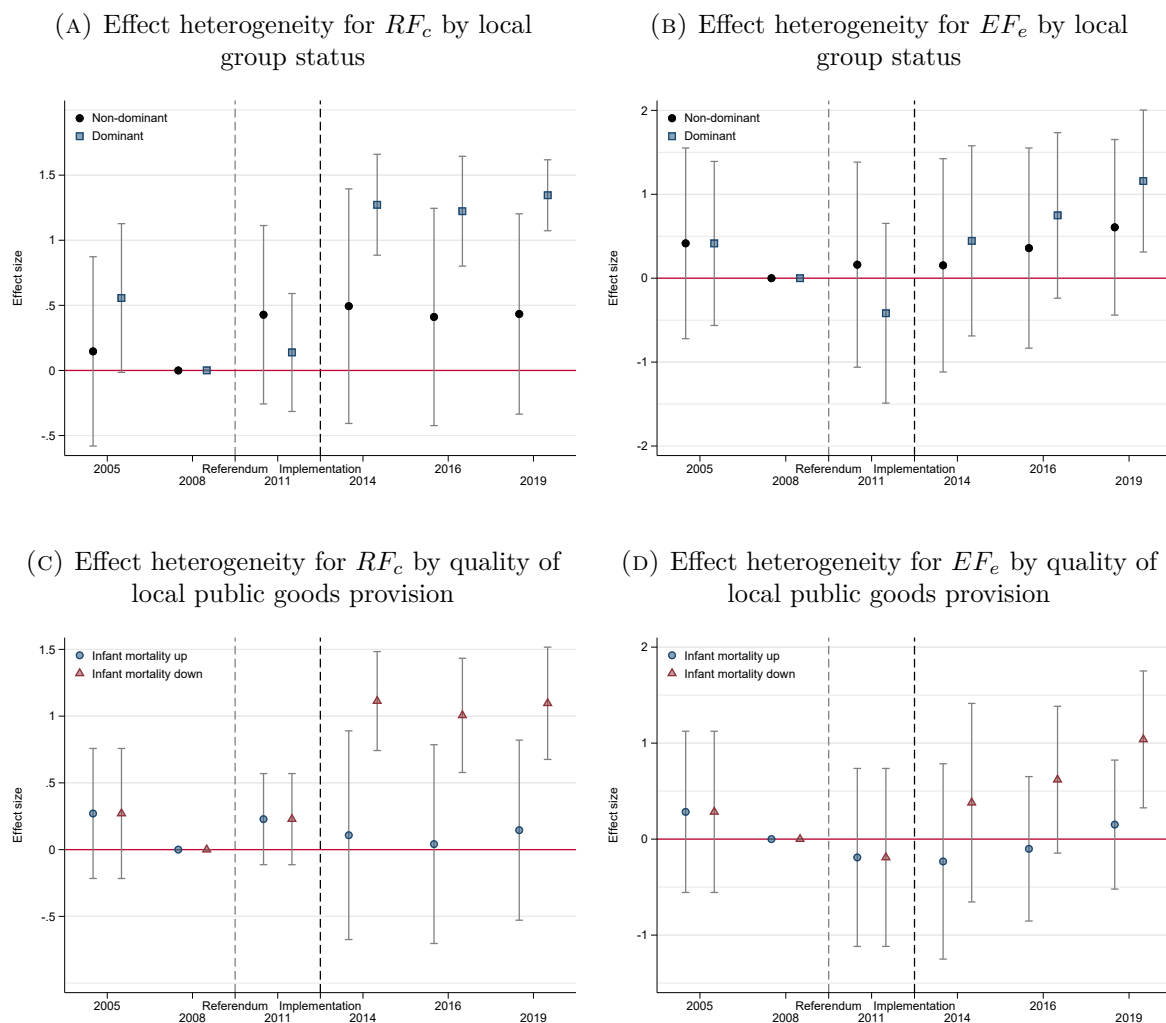 (A) Effect heterogeneity for RF_c by local
group status
Non-dominant
Dominant
1.5
1
.5
0
-.5
Effect size
2005
2008
Referendum
2011
Implementation
2014
2016
2019
(B) Effect heterogeneity for EF_e by local
group status
Non-dominant
Dominant
2
1
0
-1
-2
Effect size
2005
2008
Referendum
2011
Implementation
2014
2016
2019
(C) Effect heterogeneity for RF_c by quality of
local public goods provision
Infant mortality up
Infant mortality down
1.5
1
.5
0
-.5
Effect size
2005
2008
Referendum
2011
Implementation
2014
2016
2019
(D) Effect heterogeneity for EF_e by quality of
local public goods provision
Infant mortality up
Infant mortality down
2
1
0
-1
Effect size
2005
2008
Referendum
2011
Implementation
2014
2016
2019